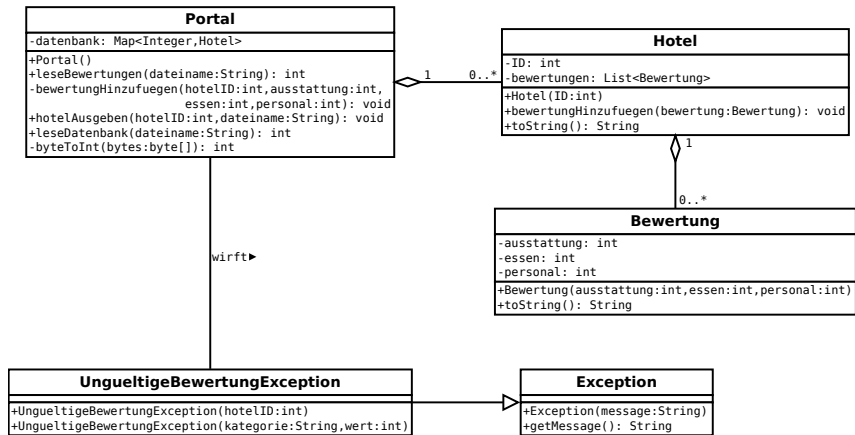 Portal
-datenbank: Map<Integer,Hotel>
+Portal()
+leseBewertungen(dateiname:String): int
-bewertungHinzufuegen(hotelID:int,ausstattung:int,
essen:int,personal:int): void
+hotelAusgeben(hotelID:int,dateiname:String): void
+leseDatenbank(dateiname:String): int
-byteToInt(bytes:byte[]): int
1
0..*
Hotel
-ID: int
-bewertungen: List<Bewertung>
+Hotel(ID:int)
+bewertungHinzufuegen(bewertung:Bewertung): void
+toString(): String
1
0..*
Bewertung
-ausstattung: int
-essen: int
-personal: int
+Bewertung(ausstattung:int,essen:int,personal:int)
+toString(): String
wirft►
UngueltigeBewertungException
+UngueltigeBewertungException(hotelID:int)
+UngueltigeBewertungException(kategorie:String,wert:int)
Exception
+Exception(message:String)
+getMessage(): String